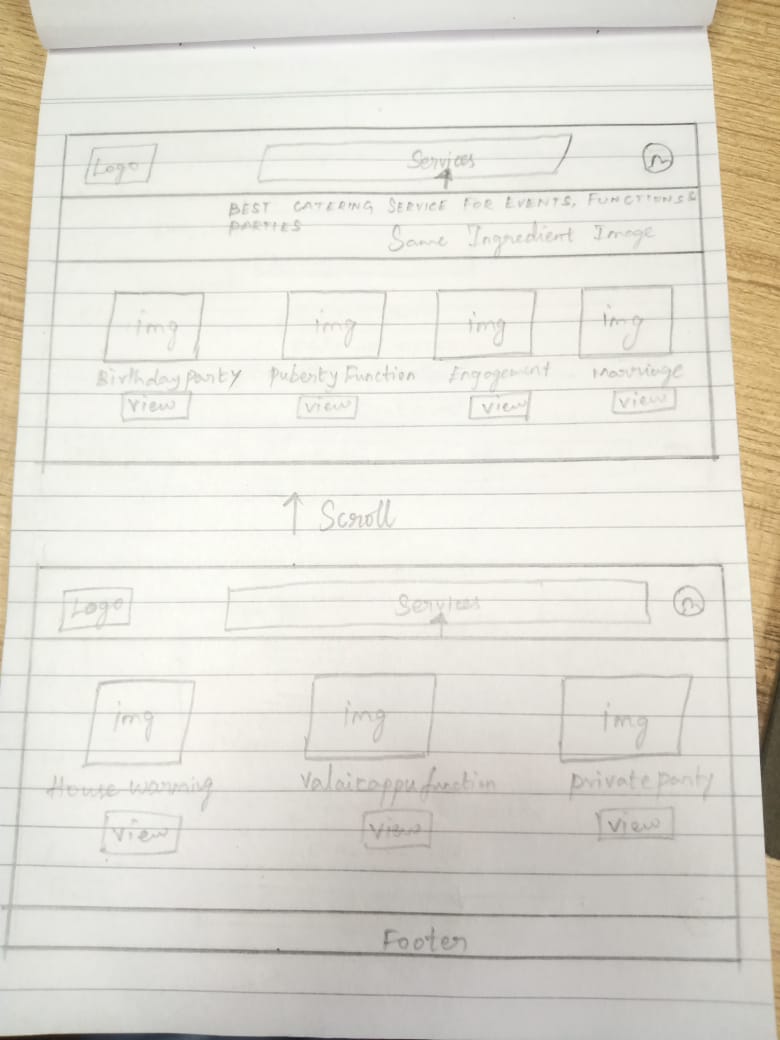 Logo
Services
BEST CATERING SERVICE FOR EVENTS, FUNCTIONS &
PARTIES
Same Ingredient Image
img img img img
Birthday party Puberty Function Engagement Marriage
view view view view
↑ Scroll
Logo
Services
img img img
House warming Valaikappu function private party
view view view
Footer